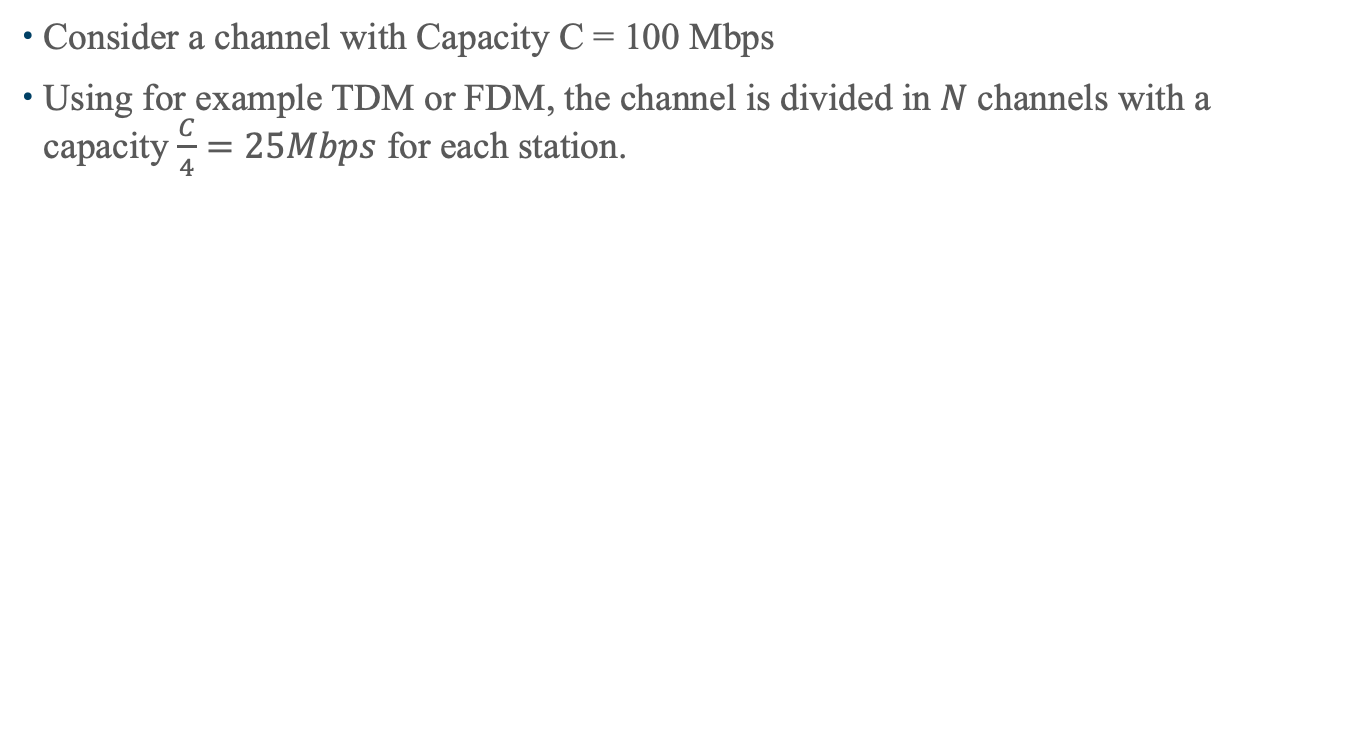 • Consider a channel with Capacity C = 100 Mbps
• Using for example TDM or FDM, the channel is divided in N channels with a
capacity C/4 = 25Mbps for each station.